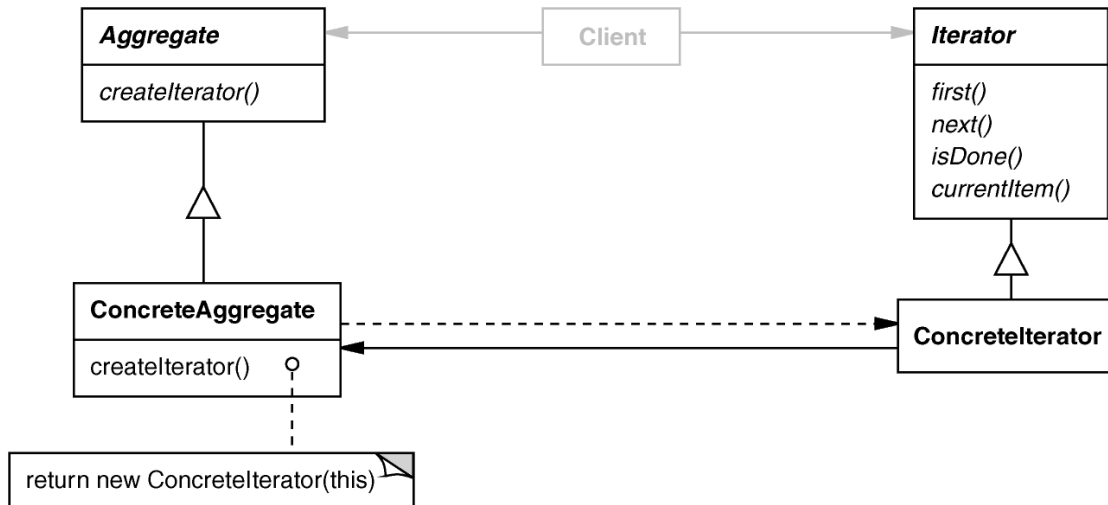 Aggregate
createIterator()
Client
Iterator
first()
next()
isDone()
currentItem()
ConcreteAggregate
createIterator()
ConcreteIterator
return new ConcreteIterator(this)